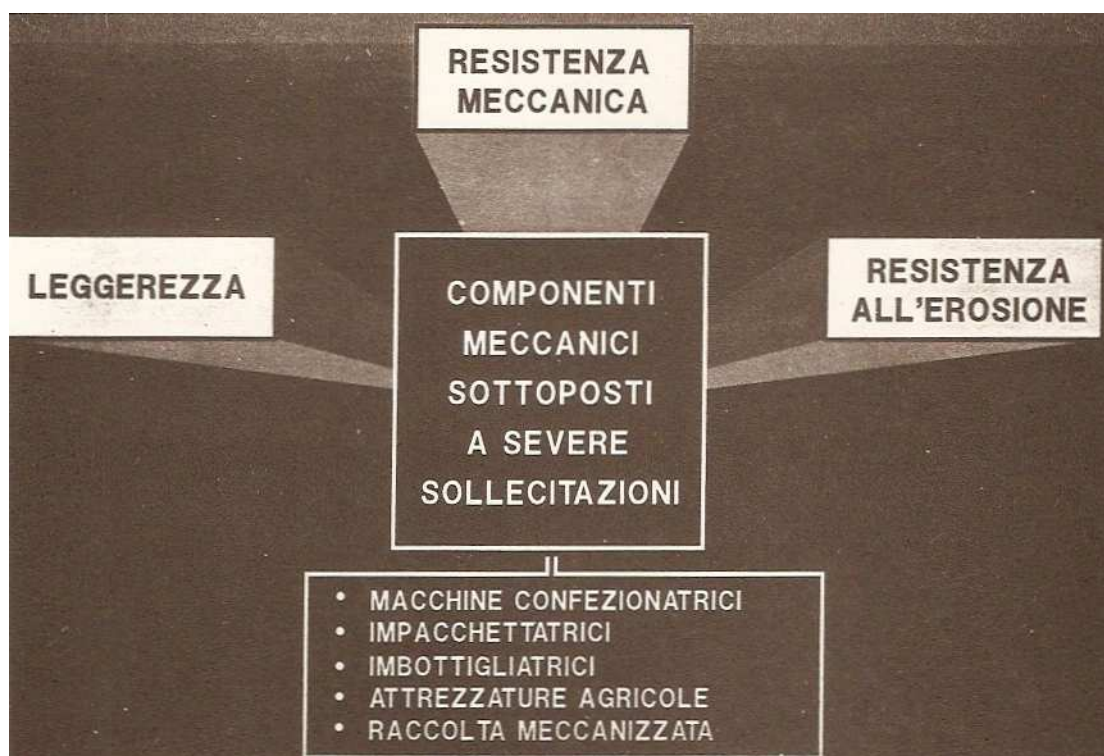 RESISTENZA
MECCANICA
LEGGEREZZA
RESISTENZA
ALL'EROSIONE
COMPONENTI
MECCANICI
SOTTOPOSTI
A SEVERE
SOLLECITAZIONI
• MACCHINE CONFEZIONATRICI
• IMPACCHETTATRICI
• IMBOTTIGLIATRICI
• ATTREZZATURE AGRICOLE
• RACCOLTA MECCANIZZATA